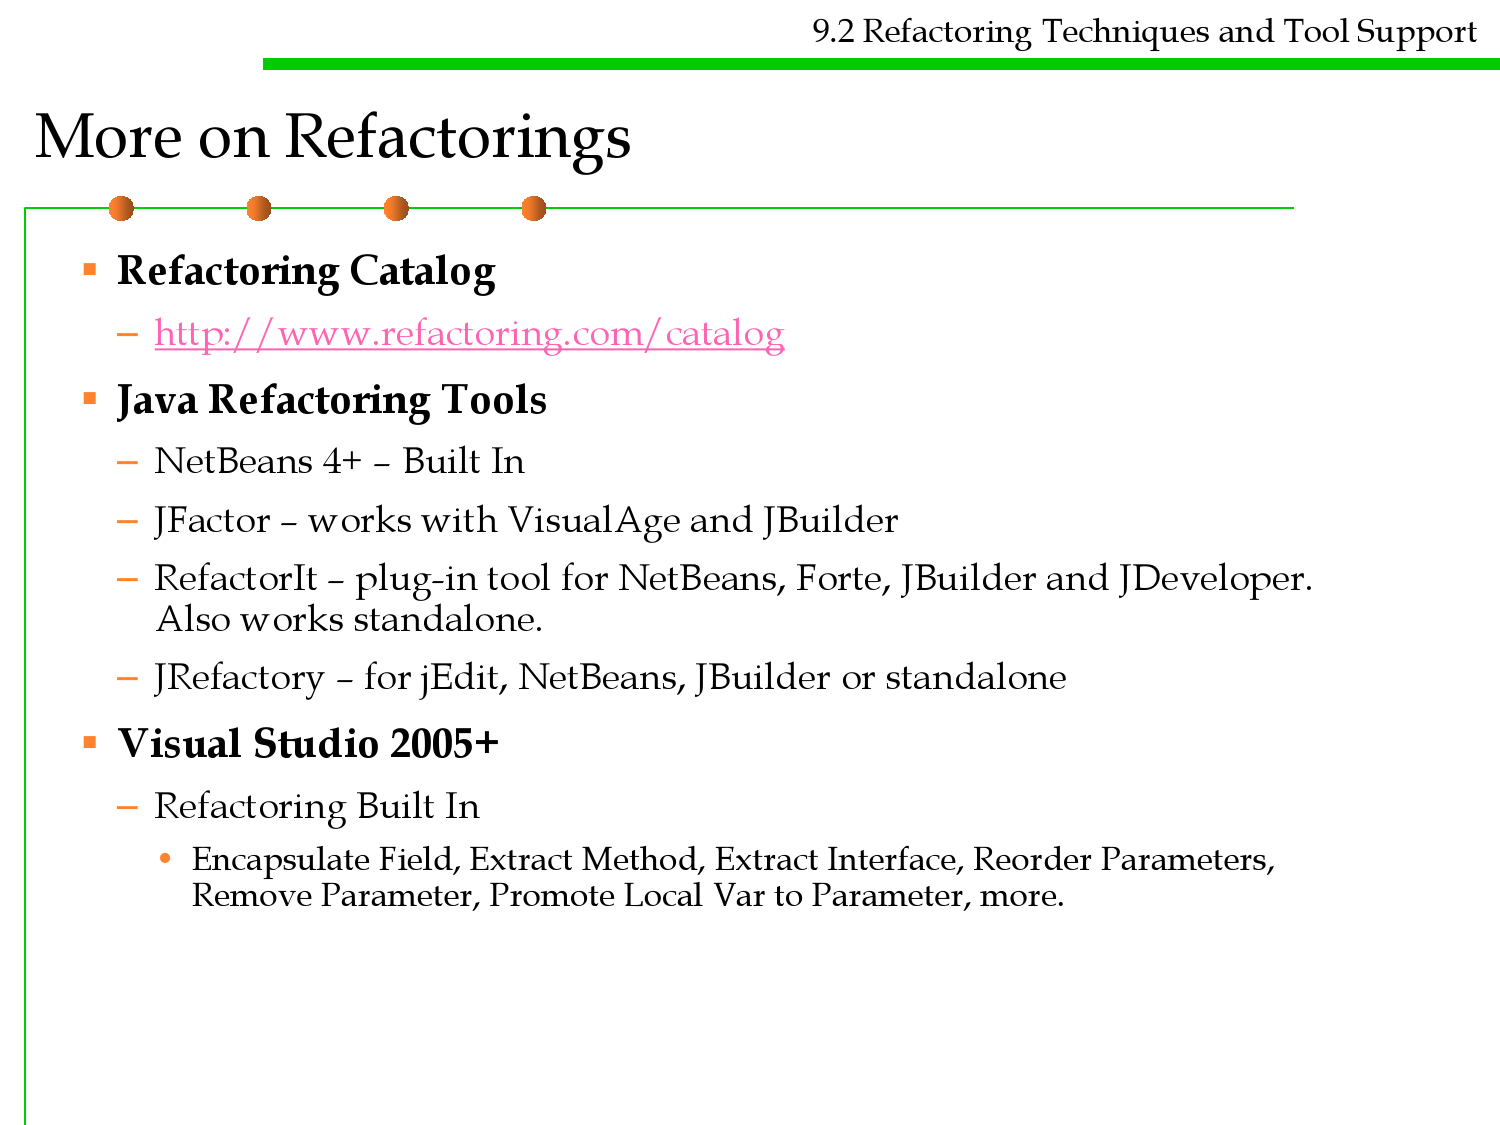 9.2 Refactoring Techniques and Tool Support
More on Refactorings
▪ Refactoring Catalog
– http://www.refactoring.com/catalog
▪ Java Refactoring Tools
– NetBeans 4+ – Built In
– JFactor – works with VisualAge and JBuilder
– RefactorIt – plug-in tool for NetBeans, Forte, JBuilder and JDeveloper.
Also works standalone.
– JRefactory – for jEdit, NetBeans, JBuilder or standalone
▪ Visual Studio 2005+
– Refactoring Built In
• Encapsulate Field, Extract Method, Extract Interface, Reorder Parameters,
Remove Parameter, Promote Local Var to Parameter, more.